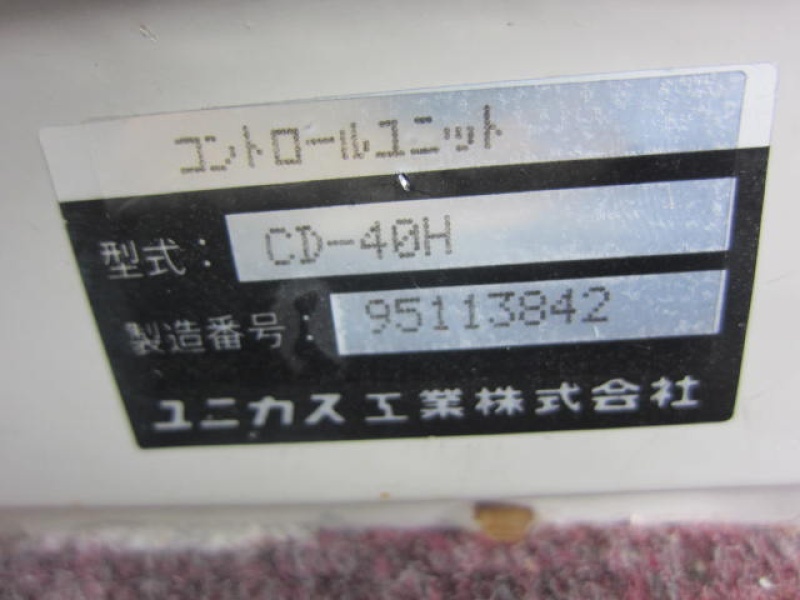 コントロールユニット
型式： CD-40H
製造番号： 95113842
ユニカス工業株式会社